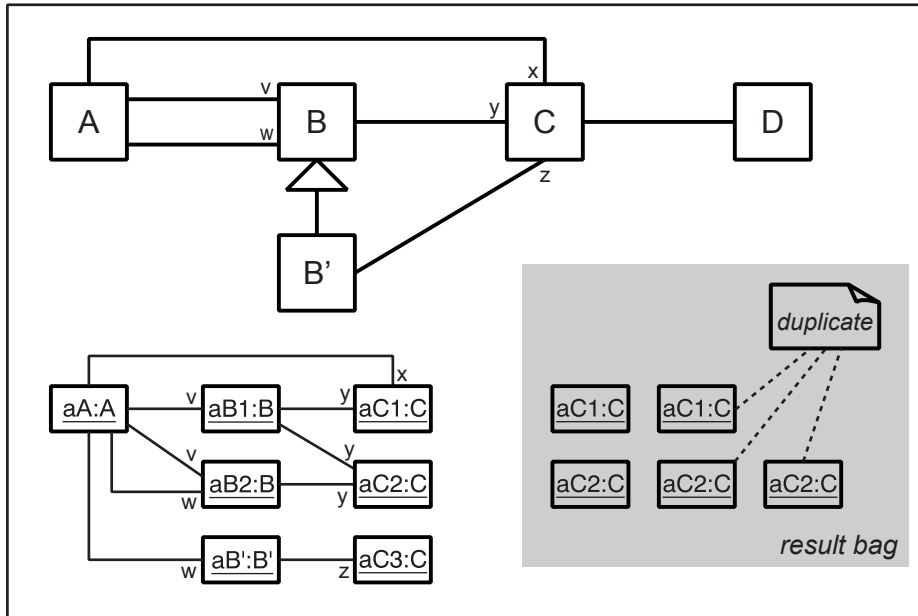 x
v
A
B
y
C
D
w
z
B'
duplicate
x
aA:A
v
aB1:B
y
aC1:C
aC1:C
aC1:C
v
y
w
aB2:B
y
aC2:C
aC2:C
aC2:C
aC2:C
w
aB':B'
z
aC3:C
result bag